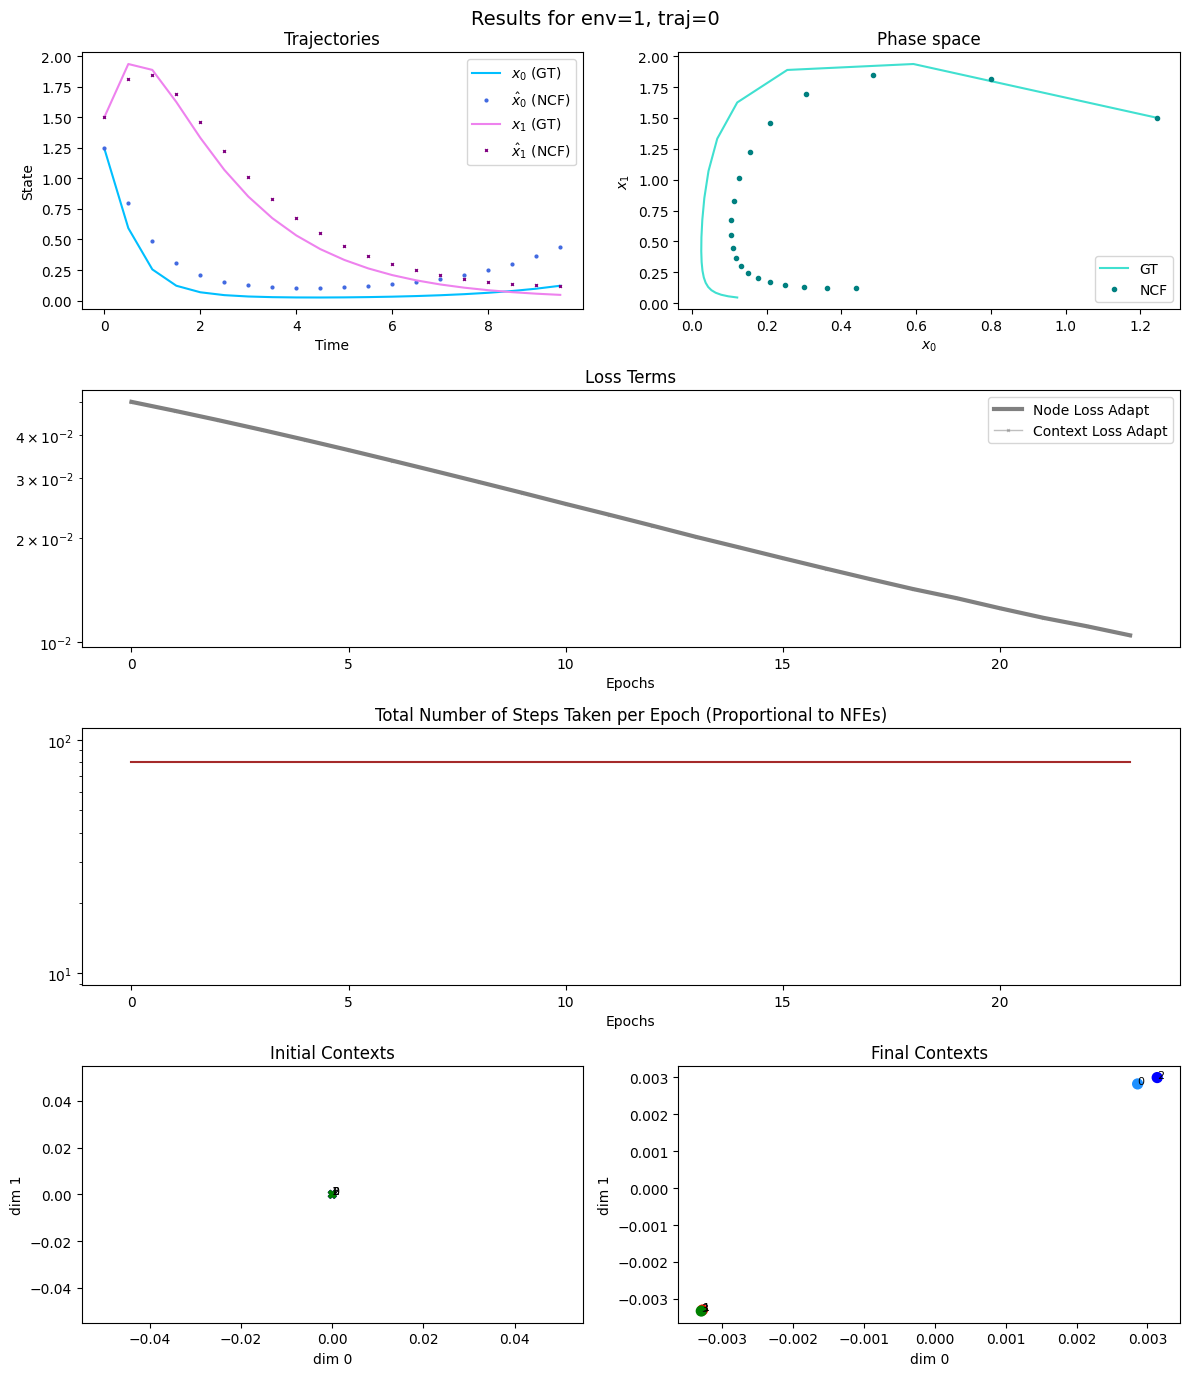 Results for env=1, traj=0
Trajectories
2.00
1.75
1.50
1.25
1.00
0.75
0.50
0.25
0.00
State
x₀ (GT)
x̂₀ (NCF)
x₁ (GT)
x̂₁ (NCF)
0 2 4 6 8
Time
Phase space
2.00
1.75
1.50
1.25
1.00
0.75
0.50
0.25
0.00
x₁
GT
NCF
0.0 0.2 0.4 0.6 0.8 1.0 1.2
x₀
Loss Terms
4 × 10⁻²
3 × 10⁻²
2 × 10⁻²
10⁻²
Node Loss Adapt
Context Loss Adapt
0 5 10 15 20
Epochs
Total Number of Steps Taken per Epoch (Proportional to NFEs)
10²
10¹
0 5 10 15 20
Epochs
Initial Contexts
0.04
0.02
0.00
−0.02
−0.04
dim 1
−0.04 −0.02 0.00 0.02 0.04
dim 0
Final Contexts
0.003
0.002
0.001
0.000
−0.001
−0.002
−0.003
dim 1
0
2
−0.003 −0.002 −0.001 0.000 0.001 0.002 0.003
dim 0